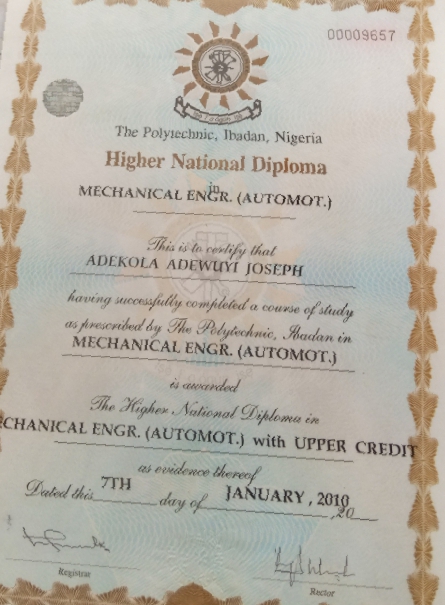 00009657
The Polytechnic, Ibadan, Nigeria
Higher National Diploma
in
MECHANICAL ENGR. (AUTOMOT.)
This is to certify that
ADEKOLA ADEWUYI JOSEPH
having successfully completed a course of study
as prescribed by The Polytechnic, Ibadan in
MECHANICAL ENGR. (AUTOMOT.)
is awarded
The Higher National Diploma in
ECHANICAL ENGR. (AUTOMOT.) with UPPER CREDIT
as evidence thereof
Dated this 7TH day of JANUARY, 2010 ,20
Registrar
Rector